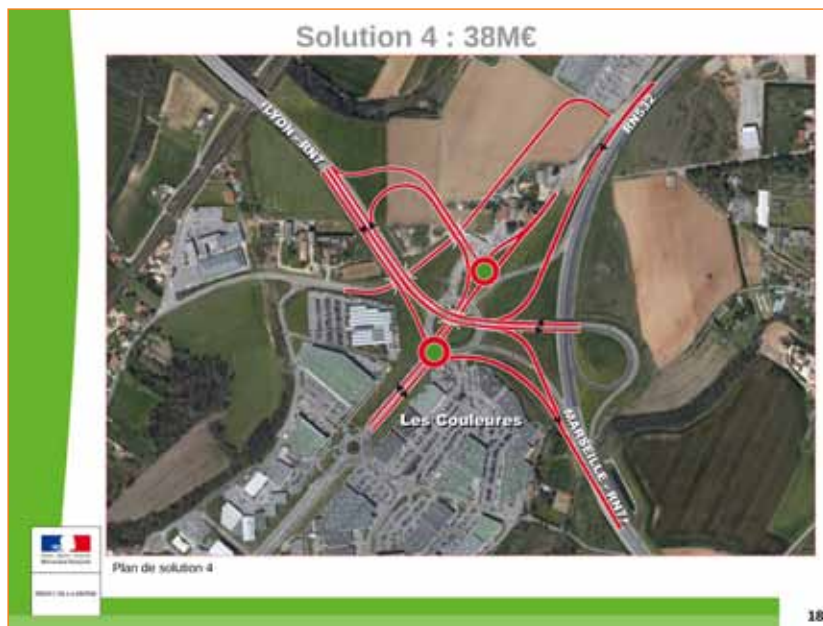 Solution 4 : 38M€
LYON - RN7
RN532
Les Couleures
MARSEILLE - RN7
Plan de solution 4
18